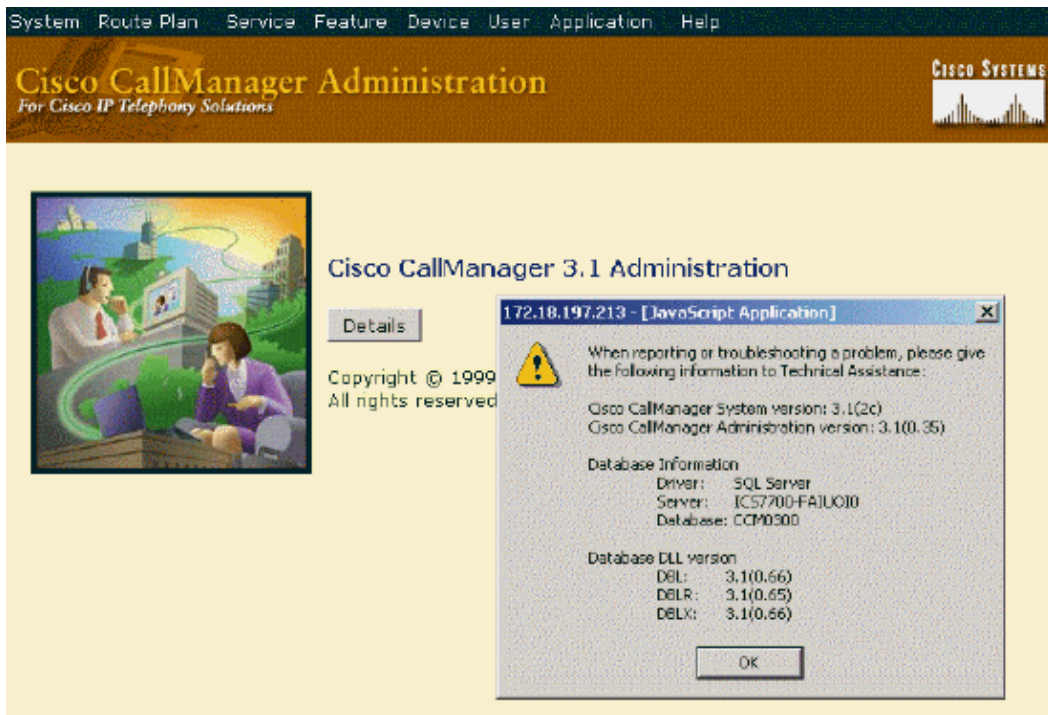 System Route Plan Service Feature Device User Application Help
Cisco CallManager Administration
For Cisco IP Telephony Solutions
CISCO SYSTEMS
Cisco CallManager 3.1 Administration
Details
Copyright © 1999
All rights reserved
172.18.197.213 - [JavaScript Application]
When reporting or troubleshooting a problem, please give
the following information to Technical Assistance:
Cisco CallManager System version: 3.1(2c)
Cisco CallManager Administration version: 3.1(0.35)
Database Information
Driver: SQL Server
Server: ICS7700-FAIUOI0
Database: CCM0300
Database DLL version
DBL: 3.1(0.66)
DBLR: 3.1(0.65)
DBLX: 3.1(0.66)
OK